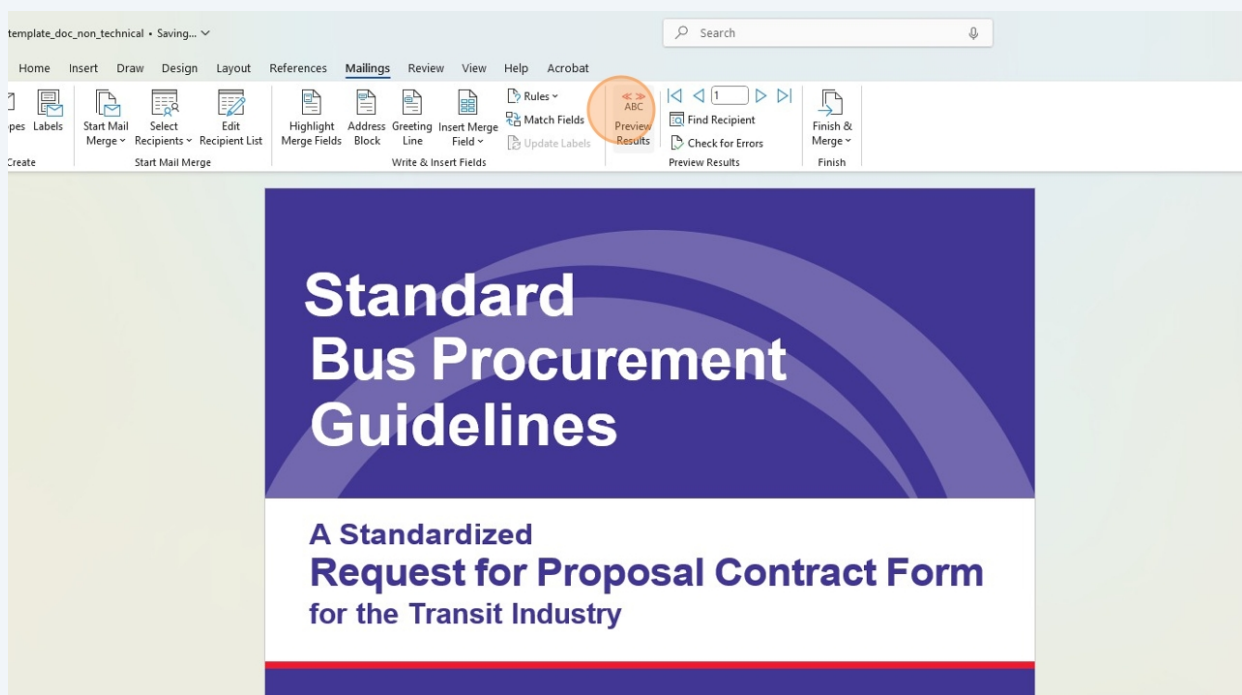 template_doc_non_technical • Saving...
Search
Home Insert Draw Design Layout References Mailings Review View Help Acrobat
Labels
Start Mail Merge
Select Recipients
Edit Recipient List
Highlight Merge Fields
Address Block
Greeting Line
Insert Merge Field
Rules
Match Fields
Update Labels
ABC
Preview Results
1
Find Recipient
Check for Errors
Finish & Merge
Create
Start Mail Merge
Write & Insert Fields
Preview Results
Finish
Standard
Bus Procurement
Guidelines
A Standardized
Request for Proposal Contract Form
for the Transit Industry